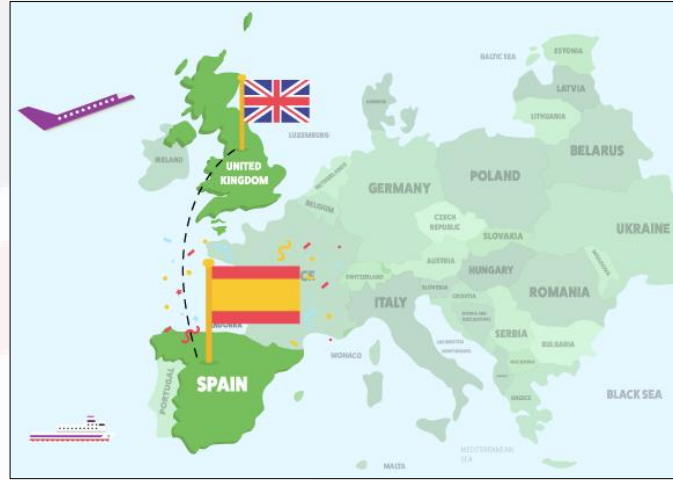 BALTIC SEA
ESTONIA
LATVIA
LITHUANIA
LUXEMBURG
IRELAND
UNITED
KINGDOM
BELARUS
NETHERLANDS
GERMANY
POLAND
BELGIUM
CZECH
REPUBLIC
UKRAINE
SLOVAKIA
AUSTRIA
MOLDOVA
CE
SWITZERLAND
HUNGARY
SLOVENIA
ROMANIA
CROATIA
ITALY
SERBIA
BULGARIA
MONACO
SPAIN
PORTUGAL
GREECE
BLACK SEA
MEDITERRANEAN
SEA
MALTA